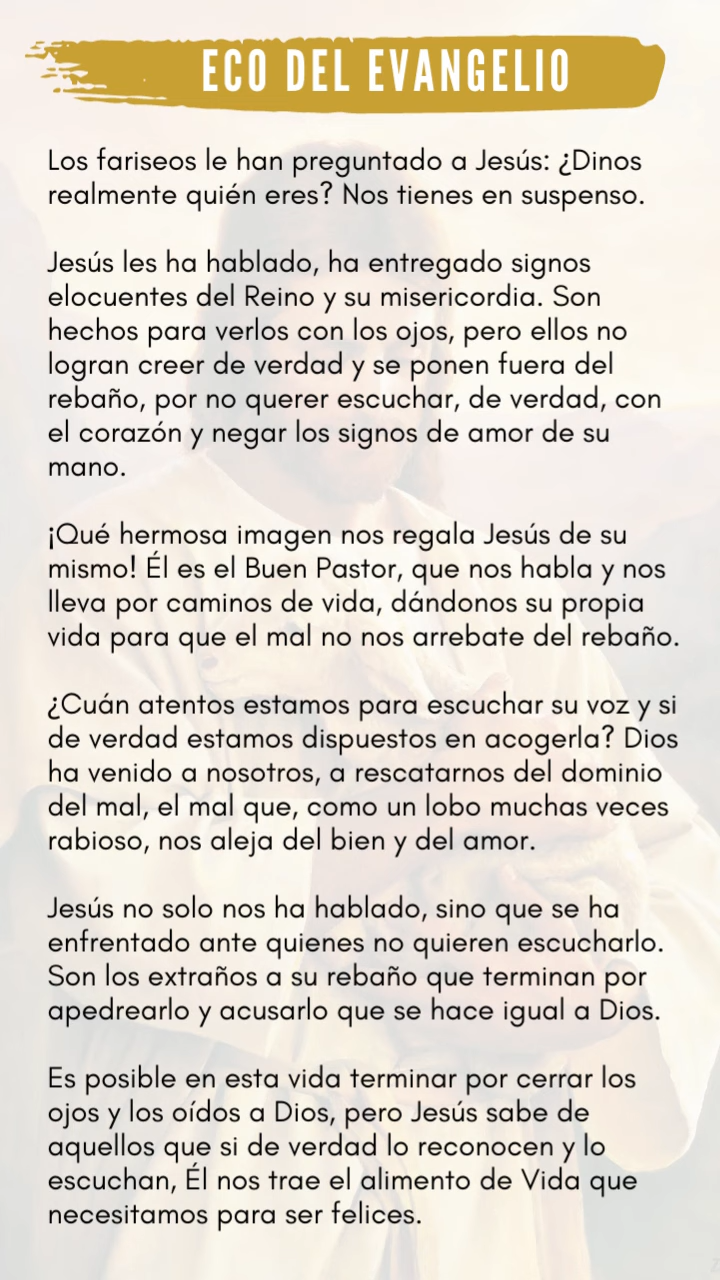 ECO DEL EVANGELIO
Los fariseos le han preguntado a Jesús: ¿Dinos
realmente quién eres? Nos tienes en suspenso.
Jesús les ha hablado, ha entregado signos
elocuentes del Reino y su misericordia. Son
hechos para verlos con los ojos, pero ellos no
logran creer de verdad y se ponen fuera del
rebaño, por no querer escuchar, de verdad, con
el corazón y negar los signos de amor de su
mano.
¡Qué hermosa imagen nos regala Jesús de su
mismo! Él es el Buen Pastor, que nos habla y nos
lleva por caminos de vida, dándonos su propia
vida para que el mal no nos arrebate del rebaño.
¿Cuán atentos estamos para escuchar su voz y si
de verdad estamos dispuestos en acogerla? Dios
ha venido a nosotros, a rescatarnos del dominio
del mal, el mal que, como un lobo muchas veces
rabioso, nos aleja del bien y del amor.
Jesús no solo nos ha hablado, sino que se ha
enfrentado ante quienes no quieren escucharlo.
Son los extraños a su rebaño que terminan por
apedrearlo y acusarlo que se hace igual a Dios.
Es posible en esta vida terminar por cerrar los
ojos y los oídos a Dios, pero Jesús sabe de
aquellos que si de verdad lo reconocen y lo
escuchan, Él nos trae el alimento de Vida que
necesitamos para ser felices.